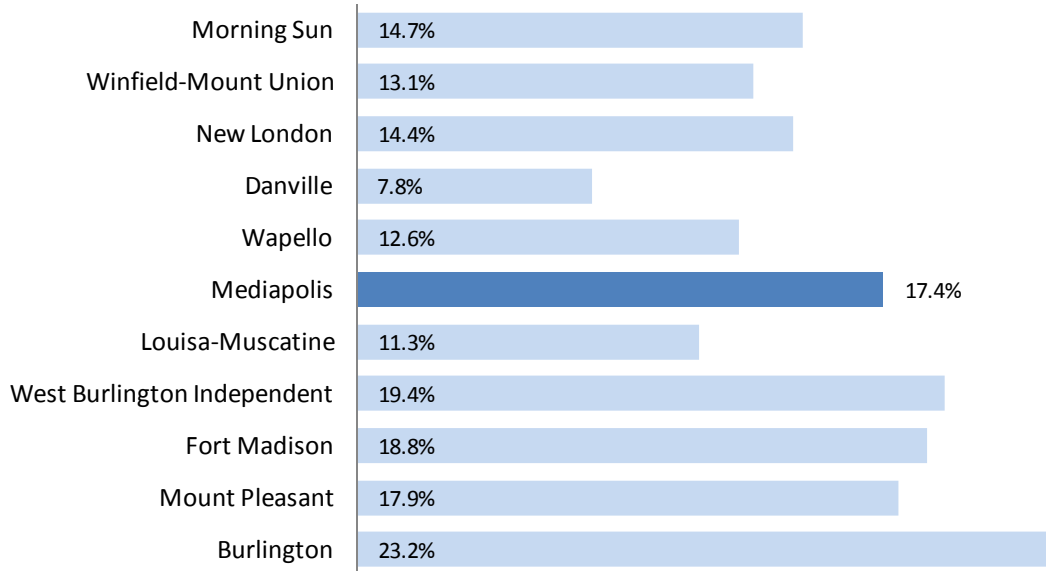 Morning Sun 14.7%
Winfield-Mount Union 13.1%
New London 14.4%
Danville 7.8%
Wapello 12.6%
Mediapolis 17.4%
Louisa-Muscatine 11.3%
West Burlington Independent 19.4%
Fort Madison 18.8%
Mount Pleasant 17.9%
Burlington 23.2%